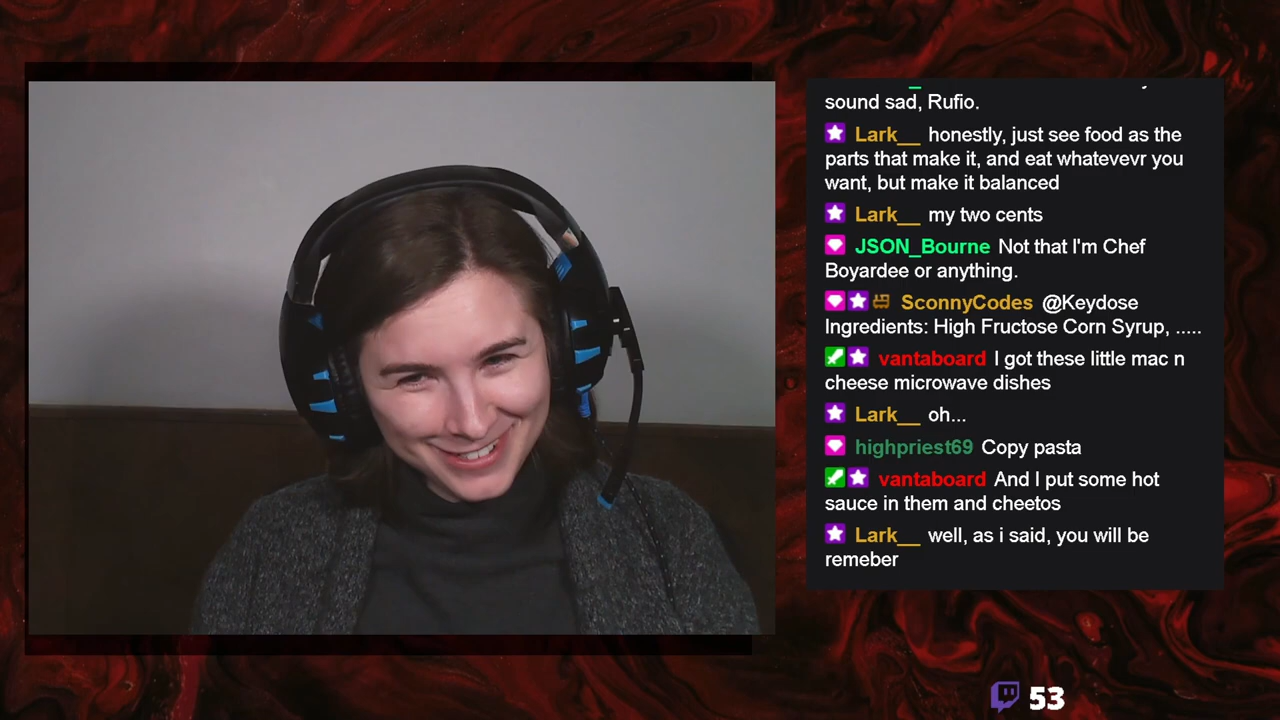 sound sad, Rufio.
Lark__ honestly, just see food as the
parts that make it, and eat whatevevr you
want, but make it balanced
Lark__ my two cents
JSON_Bourne Not that I'm Chef
Boyardee or anything.
SconnyCodes @Keydose
Ingredients: High Fructose Corn Syrup, .....
vantaboard I got these little mac n
cheese microwave dishes
Lark__ oh...
highpriest69 Copy pasta
vantaboard And I put some hot
sauce in them and cheetos
Lark__ well, as i said, you will be
remeber
53